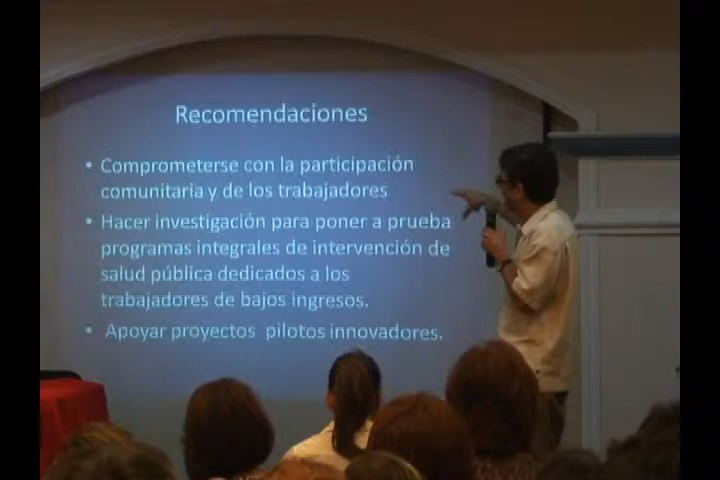 Recomendaciones
• Comprometerse con la participación
comunitaria y de los trabajadores
• Hacer investigación para poner a prueba
programas integrales de intervención de
salud pública dedicados a los
trabajadores de bajos ingresos.
• Apoyar proyectos pilotos innovadores.